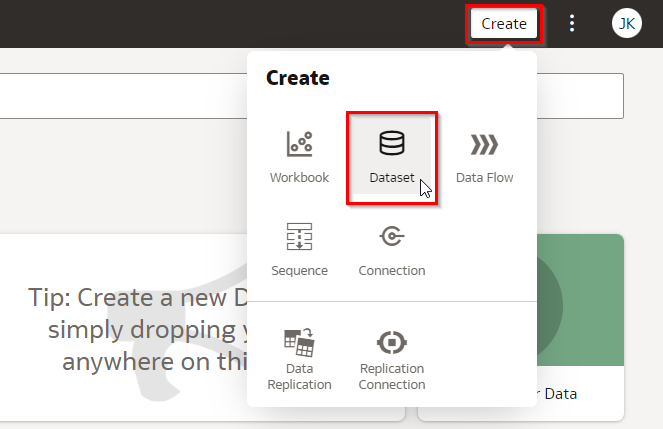 Create
JK
Create
Workbook
Dataset
Data Flow
Sequence
Connection
Tip: Create a new D
simply dropping y
anywhere on thi
Data
Replication
Replication
Connection
r Data